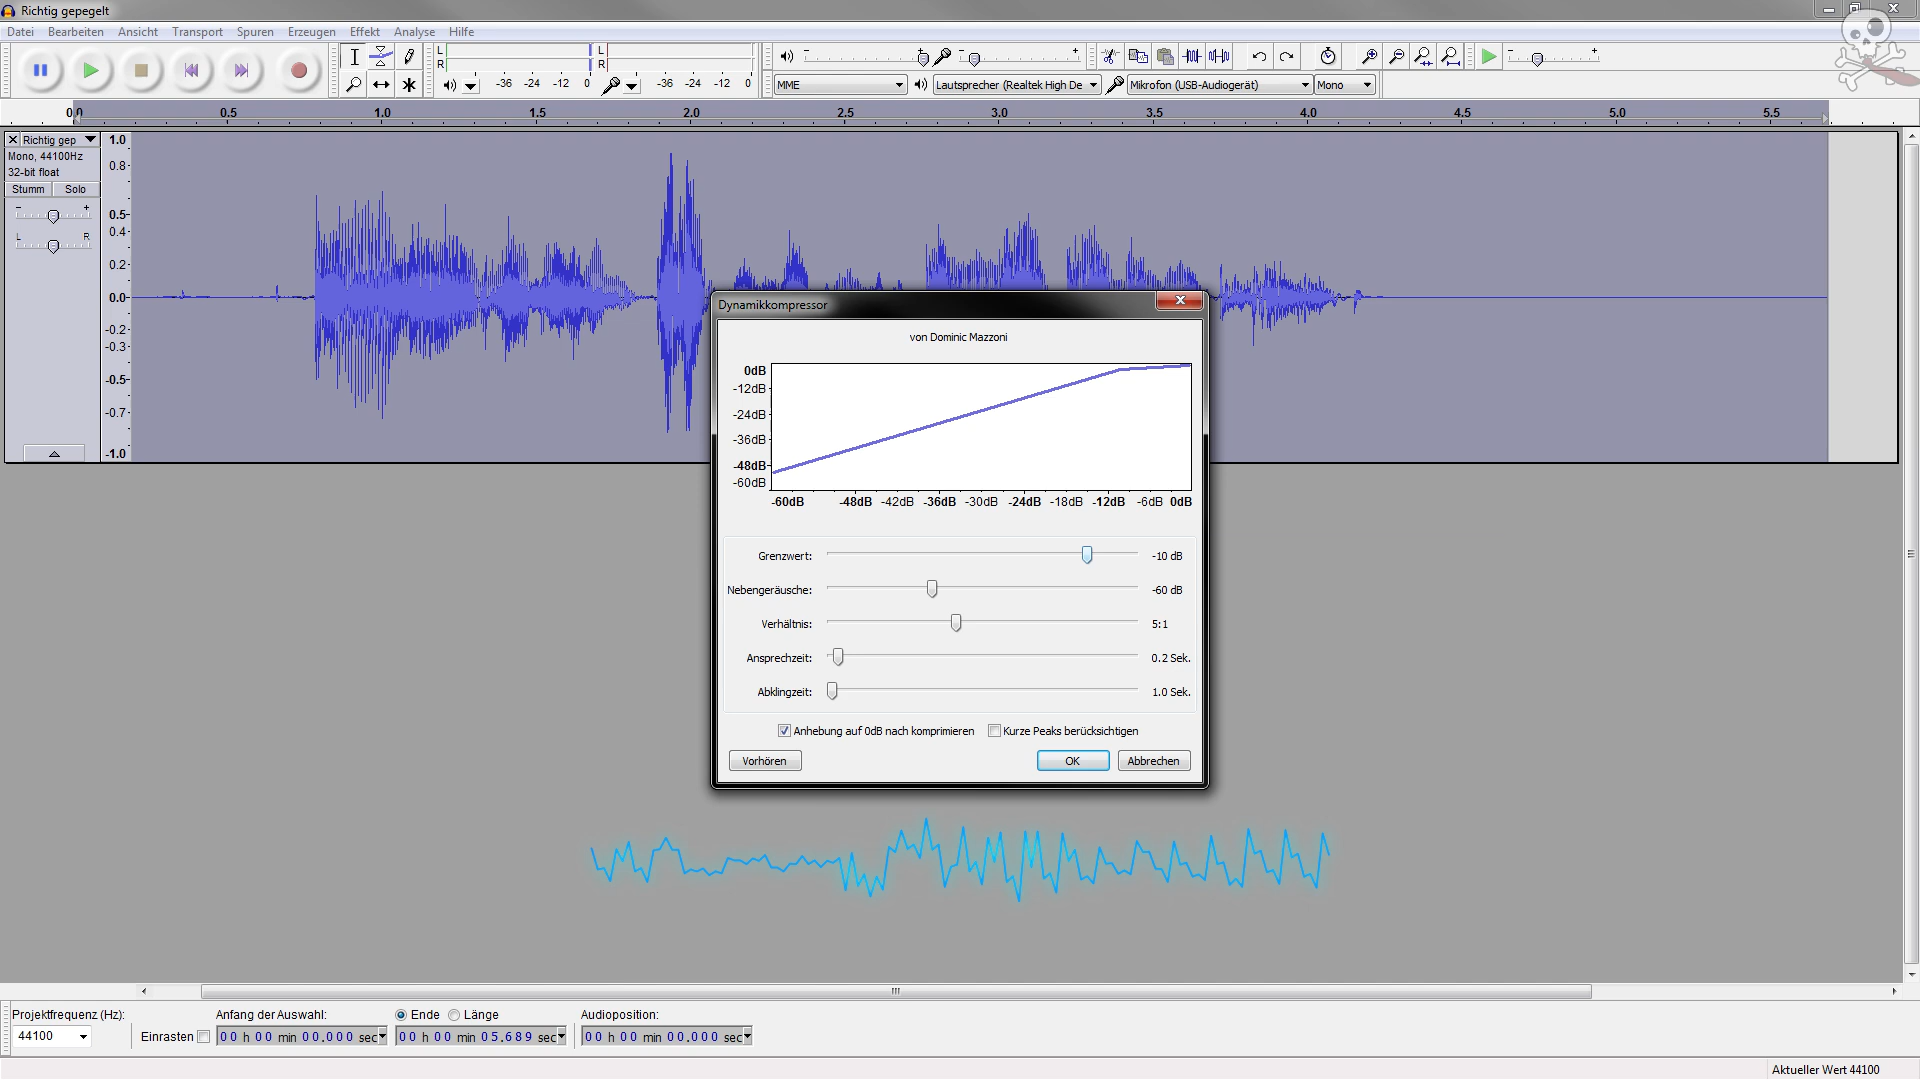 Richtig gepegelt
Datei Bearbeiten Ansicht Transport Spuren Erzeugen Effekt Analyse Hilfe
L
R
-36 -24 -12 0
L
R
-36 -24 -12 0
MME
Lautsprecher (Realtek High De
Mikrofon (USB-Audiogerät)
Mono
0.5 1.0 1.5 2.0 2.5 3.0 3.5 4.0 4.5 5.0 5.5
Richtig gep
Mono, 44100Hz
32-bit float
Stumm Solo
- +
L R
1.0
0.8
0.5
0.4
0.2
0.0
-0.2
-0.3
-0.5
-0.7
-1.0
Dynamikkompressor
von Dominic Mazzoni
0dB
-12dB
-24dB
-36dB
-48dB
-60dB
-60dB -48dB -42dB -36dB -30dB -24dB -18dB -12dB -6dB 0dB
Grenzwert: -10 dB
Nebengeräusche: -60 dB
Verhältnis: 5:1
Ansprechzeit: 0.2 Sek.
Abklingzeit: 1.0 Sek.
Anhebung auf 0dB nach komprimieren Kurze Peaks berücksichtigen
Vorhören OK Abbrechen
Projektfrequenz (Hz): Anfang der Auswahl: Ende Länge Audioposition:
44100 Einrasten 00 h 00 min 00.000 sec 00 h 00 min 05.689 sec 00 h 00 min 00.000 sec
Aktueller Wert 44100